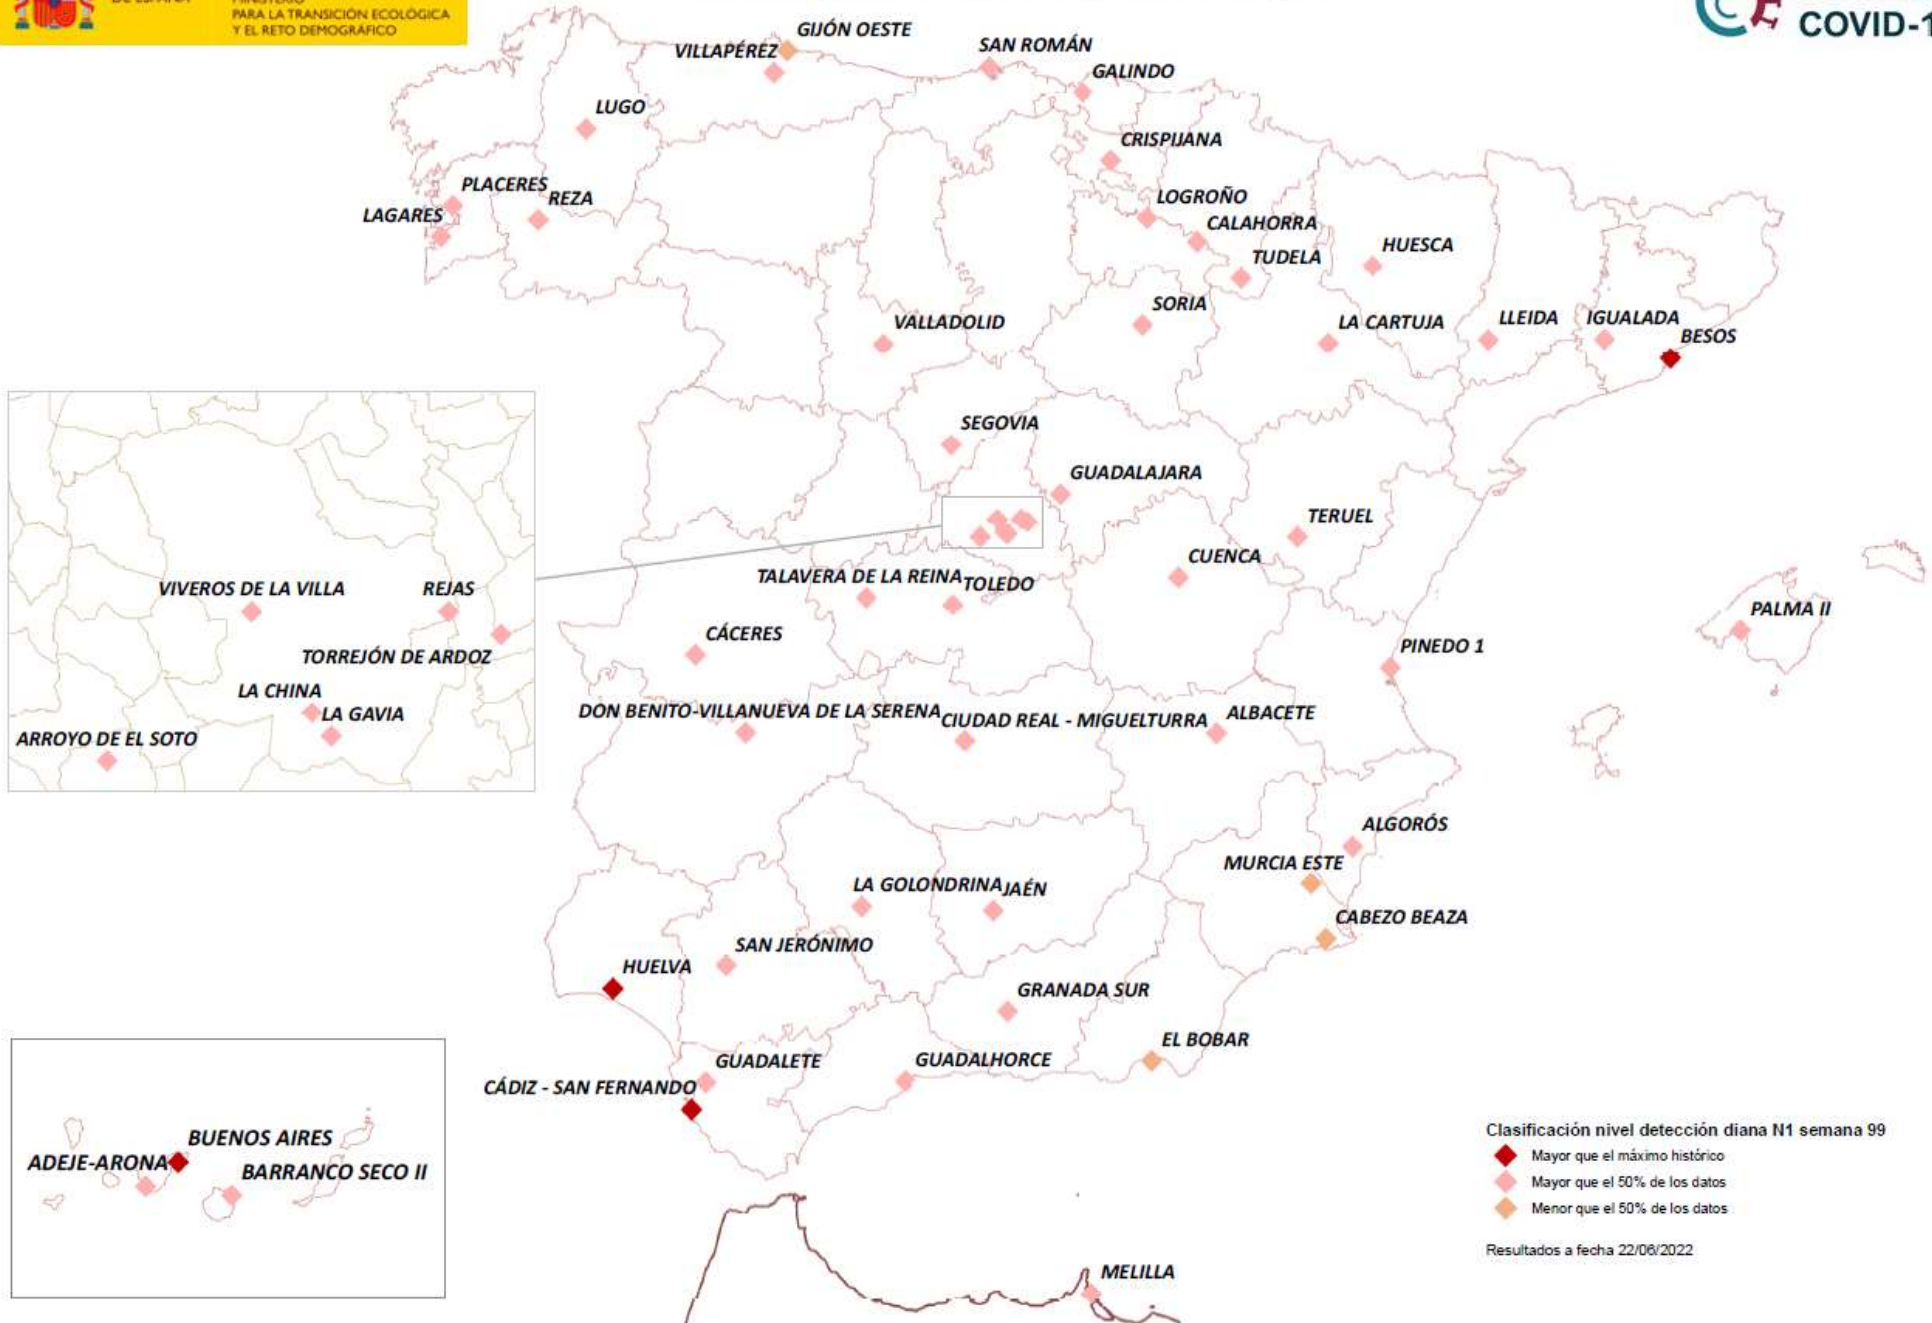 PARA LA TRANSICIÓN ECOLÓGICA
Y EL RETO DEMOGRÁFICO
GIJÓN OESTE
VILLAPÉREZ
SAN ROMÁN
GALINDO
LUGO
CRISPIJANA
PLACERES
REZA
LAGARES
LOGROÑO
CALAHORRA
TUDELA
HUESCA
SORIA
VALLADOLID
LA CARTUJA
LLEIDA
IGUALADA
BESOS
SEGOVIA
GUADALAJARA
TERUEL
CUENCA
TALAVERA DE LA REINA
TOLEDO
CÁCERES
PINEDO 1
PALMA II
DON BENITO-VILLANUEVA DE LA SERENA
CIUDAD REAL - MIGUELTURRA
ALBACETE
VIVEROS DE LA VILLA
REJAS
TORREJÓN DE ARDOZ
LA CHINA
LA GAVIA
ARROYO DE EL SOTO
ALGORÓS
MURCIA ESTE
CABEZO BEAZA
LA GOLONDRINA
JAÉN
SAN JERÓNIMO
HUELVA
GRANADA SUR
EL BOBAR
GUADALETE
GUADALHORCE
CÁDIZ - SAN FERNANDO
BUENOS AIRES
ADEJE-ARONA
BARRANCO SECO II
MELILLA
COVID-1
Clasificación nivel detección diana N1 semana 99
Mayor que el máximo histórico
Mayor que el 50% de los datos
Menor que el 50% de los datos
Resultados a fecha 22/06/2022